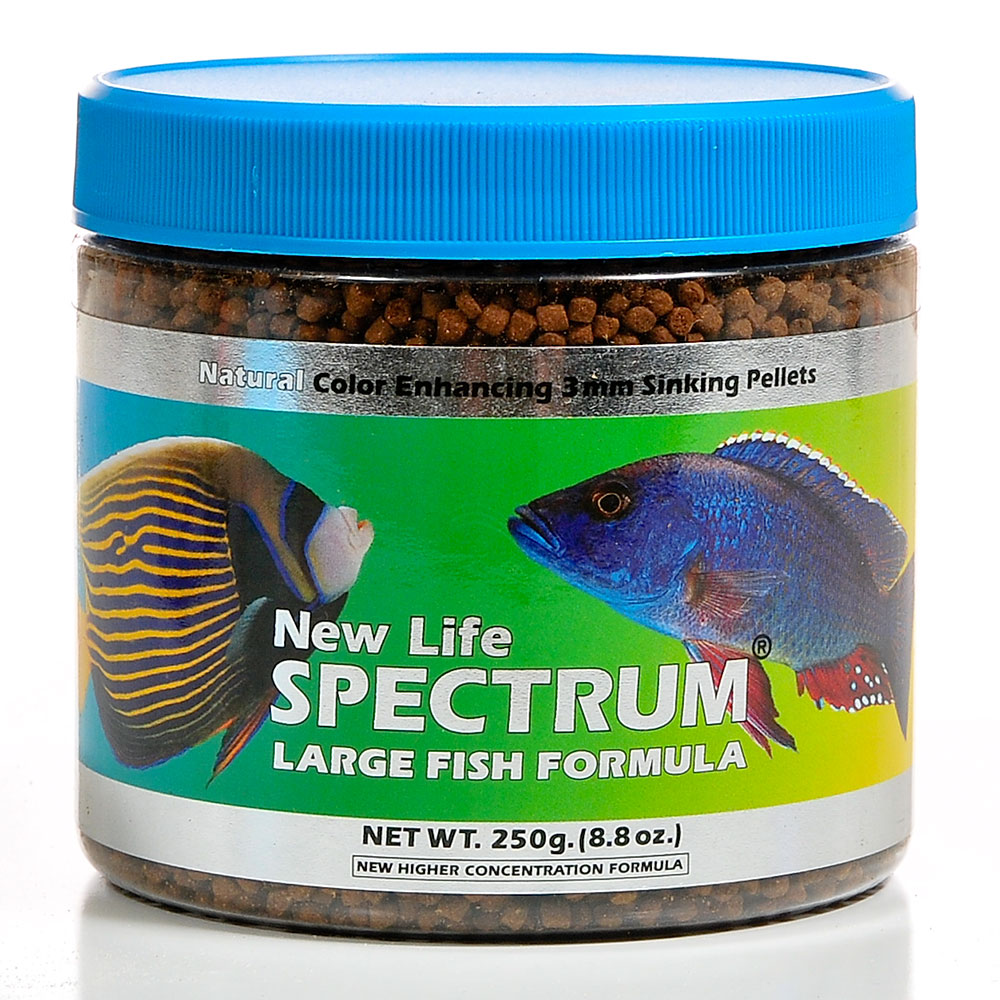 Natural Color Enhancing 3mm Sinking Pellets
New Life
SPECTRUM®
LARGE FISH FORMULA
NET WT. 250g. (8.8 oz.)
NEW HIGHER CONCENTRATION FORMULA